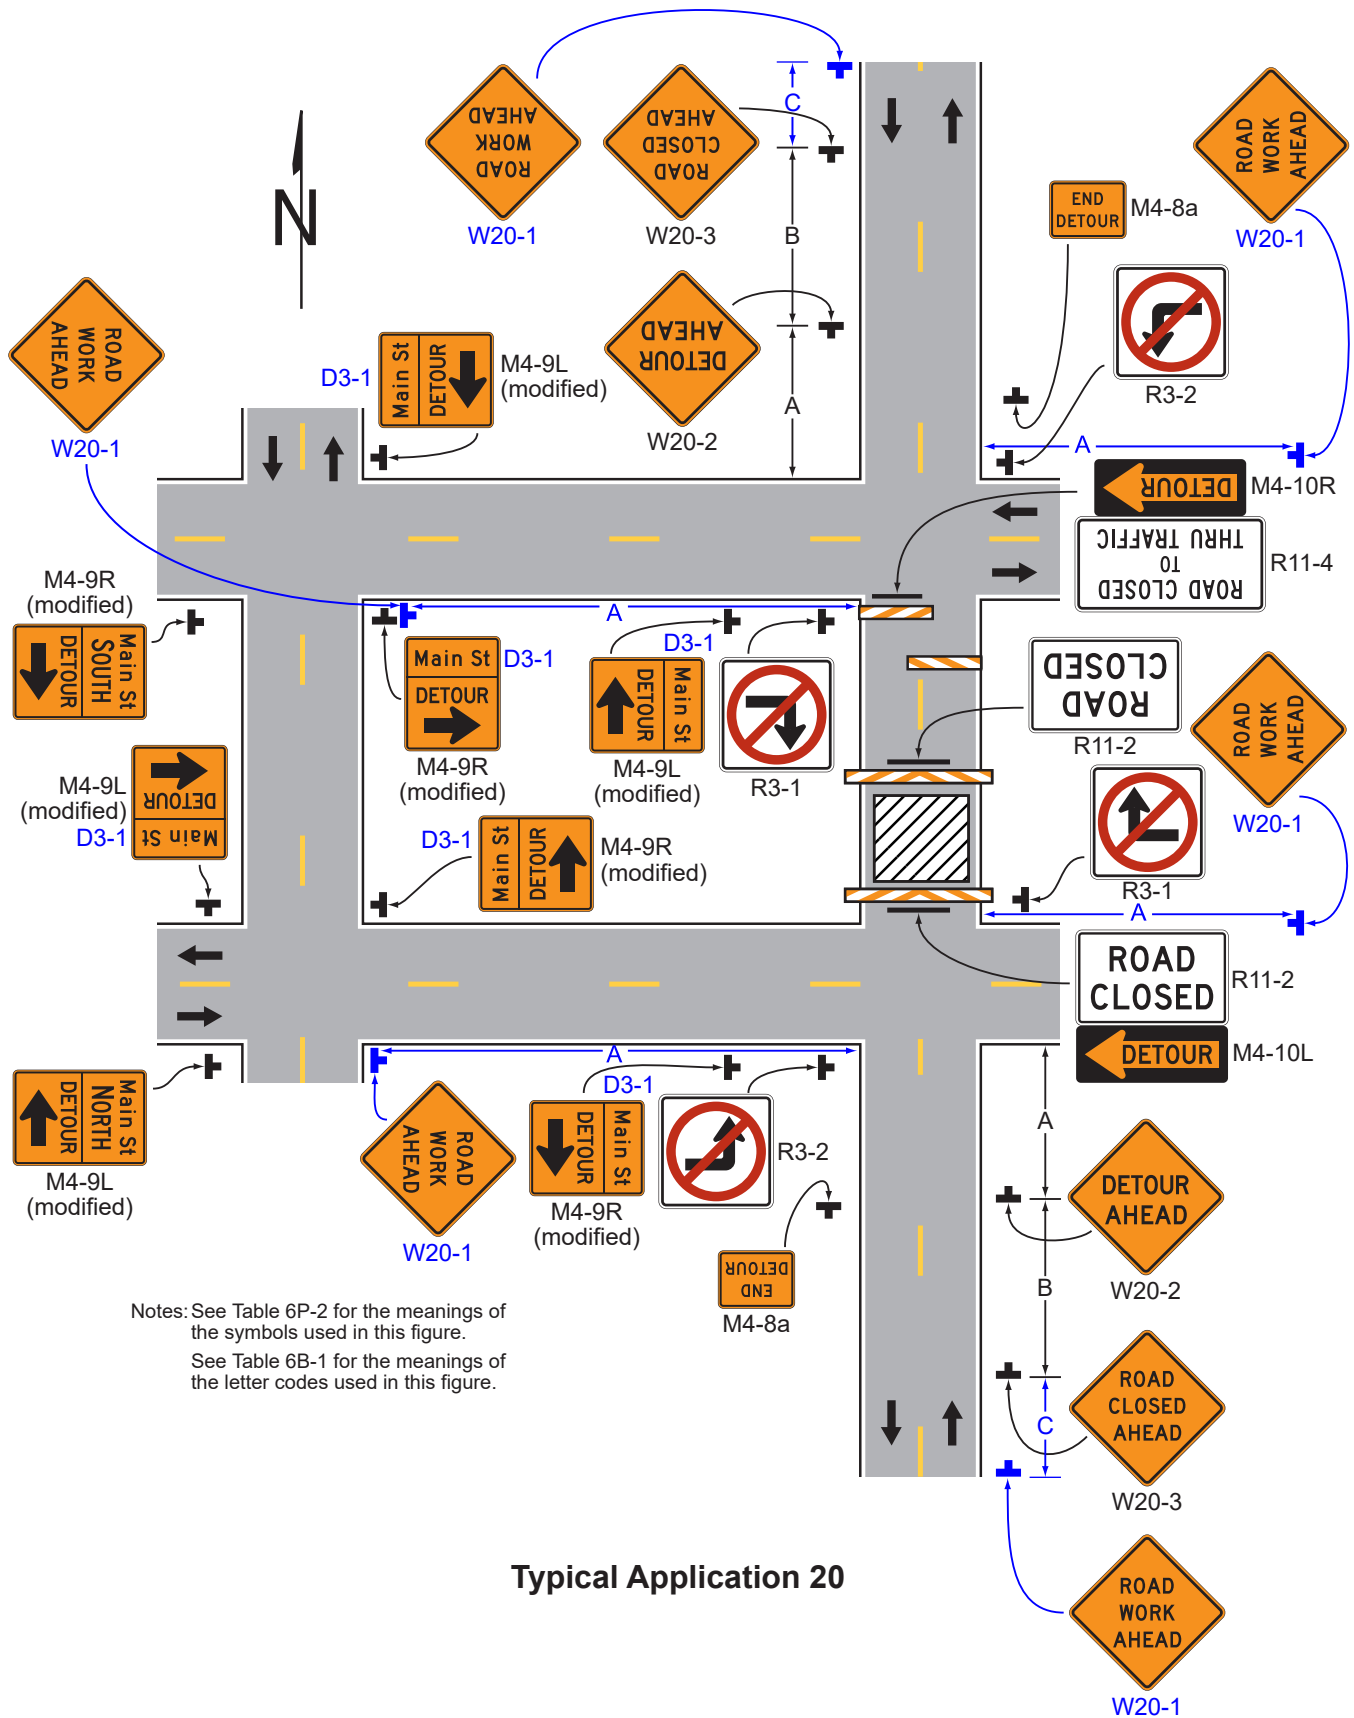 ROAD
WORK
AHEAD
W20-1
ROAD
CLOSED
AHEAD
W20-3
C
B
A
N
END
DETOUR
M4-8a
ROAD
WORK
AHEAD
W20-1
R3-2
ROAD
WORK
AHEAD
W20-1
D3-1
Main St
DETOUR
M4-9L
(modified)
DETOUR
AHEAD
W20-2
A
DETOUR
M4-10R
ROAD CLOSED
TO
THRU TRAFFIC
R11-4
M4-9R
(modified)
Main St
SOUTH
DETOUR
A
Main St
DETOUR
D3-1
M4-9R
(modified)
D3-1
Main St
DETOUR
M4-9L
(modified)
R3-1
ROAD
CLOSED
R11-2
ROAD
WORK
AHEAD
W20-1
M4-9L
(modified)
D3-1
Main St
DETOUR
D3-1
Main St
DETOUR
M4-9R
(modified)
R3-1
A
ROAD
CLOSED
R11-2
DETOUR
M4-10L
Main St
NORTH
DETOUR
M4-9L
(modified)
A
ROAD
WORK
AHEAD
W20-1
D3-1
Main St
DETOUR
M4-9R
(modified)
R3-2
END
DETOUR
M4-8a
A
DETOUR
AHEAD
W20-2
B
ROAD
CLOSED
AHEAD
W20-3
C
ROAD
WORK
AHEAD
W20-1
Notes: See Table 6P-2 for the meanings of
the symbols used in this figure.
See Table 6B-1 for the meanings of
the letter codes used in this figure.
Typical Application 20